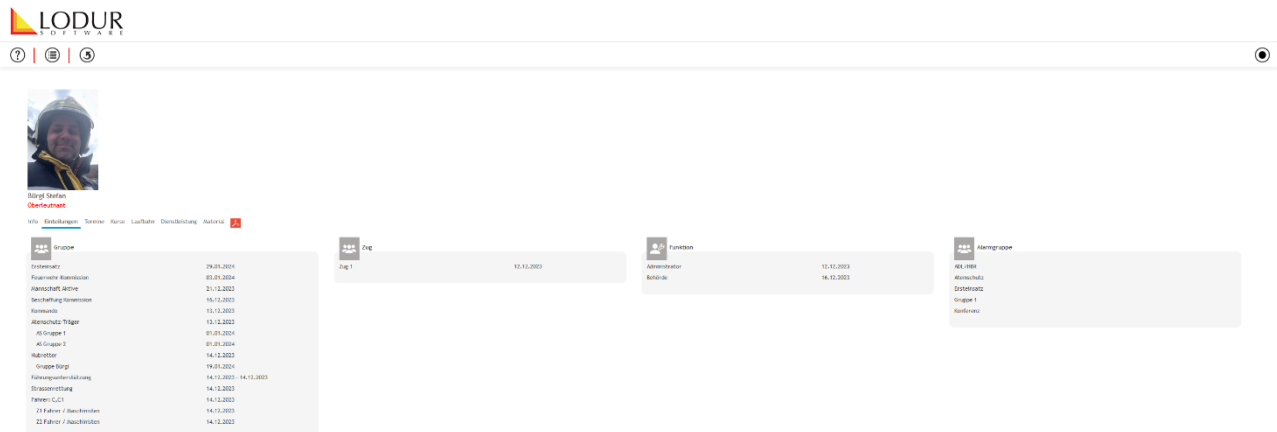 LODUR
SOFTWARE
Bürgi Stefan
Oberleutnant
Info Einteilungen Termine Kurse Laufbahn Dienstleistung Material
Gruppe
Ersteinsatz 29.01.2024
Feuerwehr Kommission 03.01.2024
Mannschaft Aktive 21.12.2023
Beschaffung Kommission 16.12.2023
Kommando 13.12.2023
Atemschutz-Träger 13.12.2023
AS Gruppe 1 01.01.2024
AS Gruppe 2 01.01.2024
Hubretter 14.12.2023
Gruppe Bürgi 19.01.2024
Führungsunterstützung 14.12.2023 - 14.12.2023
Strassenrettung 14.12.2023
Fahrer: C/C1 14.12.2023
Z1 Fahrer / Maschinisten 14.12.2023
Z2 Fahrer / Maschinisten 14.12.2023
Zug
Zug 1 12.12.2023
Funktion
Administrator 12.12.2023
Behörde 16.12.2023
Alarmgruppe
ADL/HBR
Atemschutz
Ersteinsatz
Gruppe 1
Konferenz